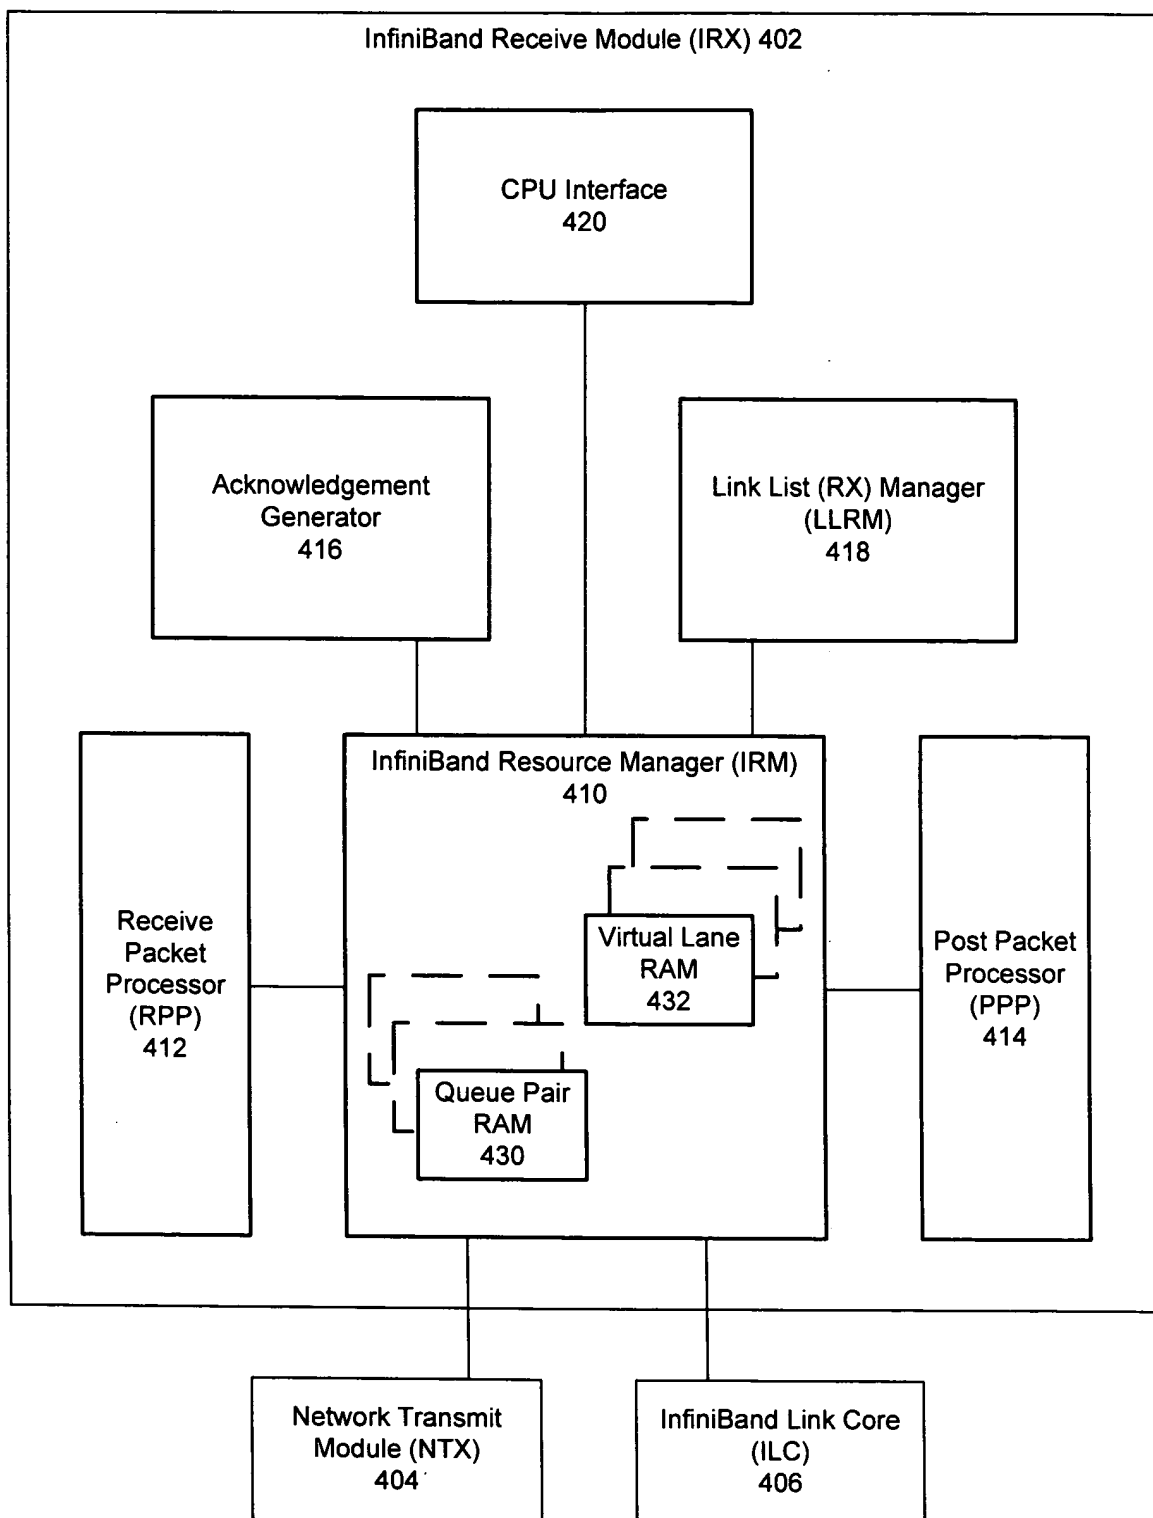 InfiniBand Receive Module (IRX) 402
CPU Interface
420
Acknowledgement
Generator
416
Link List (RX) Manager
(LLRM)
418
InfiniBand Resource Manager (IRM)
410
Receive
Packet
Processor
(RPP)
412
Virtual Lane
RAM
432
Queue Pair
RAM
430
Post Packet
Processor
(PPP)
414
Network Transmit
Module (NTX)
404
InfiniBand Link Core
(ILC)
406